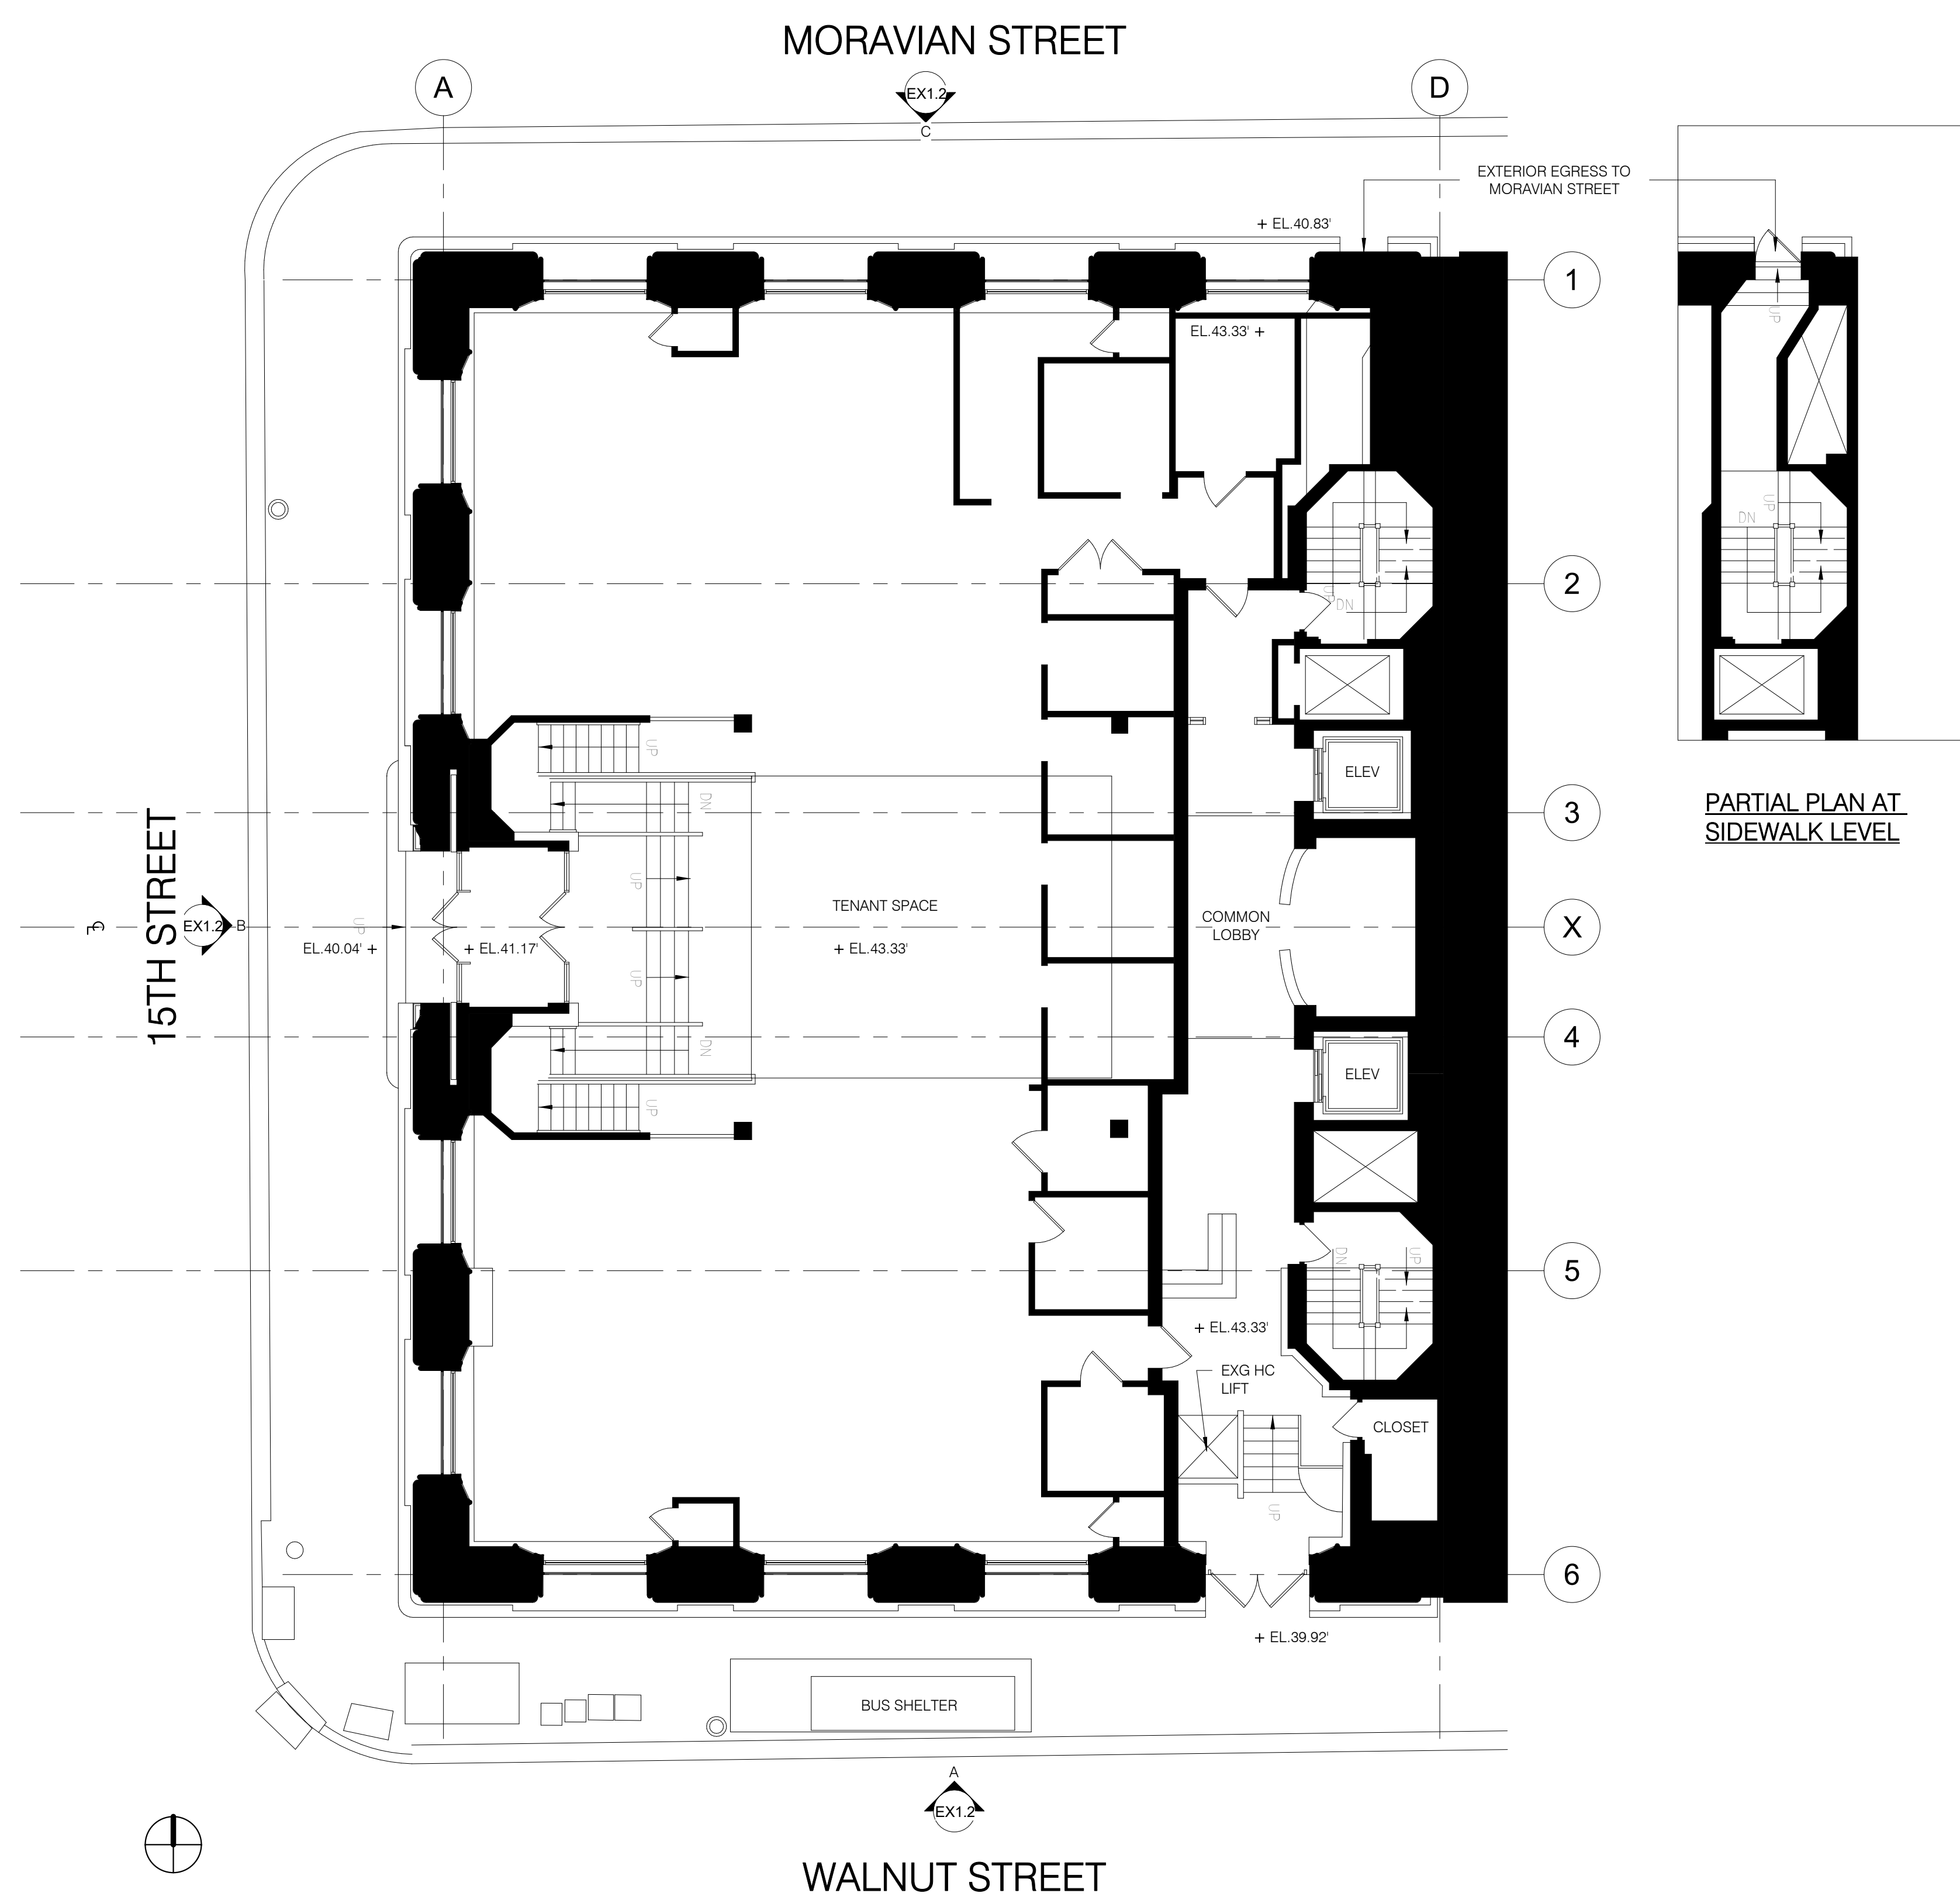 MORAVIAN STREET
A
EX1.2
C
D
EXTERIOR EGRESS TO
MORAVIAN STREET
+ EL.40.83'
1
EL.43.33' +
UP
UP
DN
2
UP
DN
UP
ELEV
DN
3
PARTIAL PLAN AT
SIDEWALK LEVEL
15TH STREET
UP
TENANT SPACE
COMMON
LOBBY
X
EX1.2
B
UP
EL.40.04' +
+ EL.41.17'
+ EL.43.33'
UP
4
DN
ELEV
UP
DN
UP
5
+ EL.43.33'
EXG HC
LIFT
CLOSET
UP
6
+ EL.39.92'
BUS SHELTER
A
EX1.2
WALNUT STREET